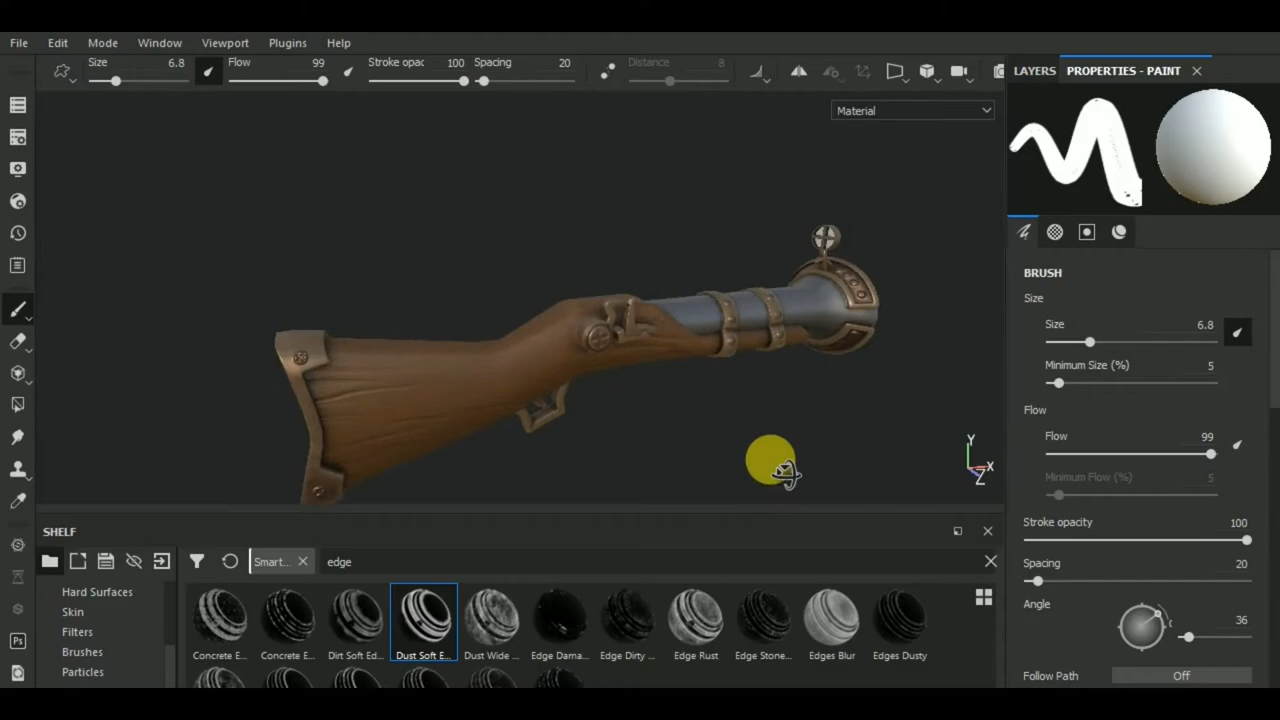 File Edit Mode Window Viewport Plugins Help
Size 6.8 Flow 99 Stroke opac 100 Spacing 20 Distance 8
LAYERS PROPERTIES - PAINT
Material
BRUSH
Size
Size 6.8
Minimum Size (%) 5
Flow
Flow 99
Minimum Flow (%) 5
Stroke opacity 100
Spacing 20
Angle
36
Follow Path Off
Y
X
Z
SHELF
Smart... edge
Hard Surfaces
Skin
Filters
Brushes
Particles
Concrete E... Concrete E... Dirt Soft Ed... Dust Soft E... Dust Wide ... Edge Dama... Edge Dirty ... Edge Rust Edge Stone... Edges Blur Edges Dusty
Ps